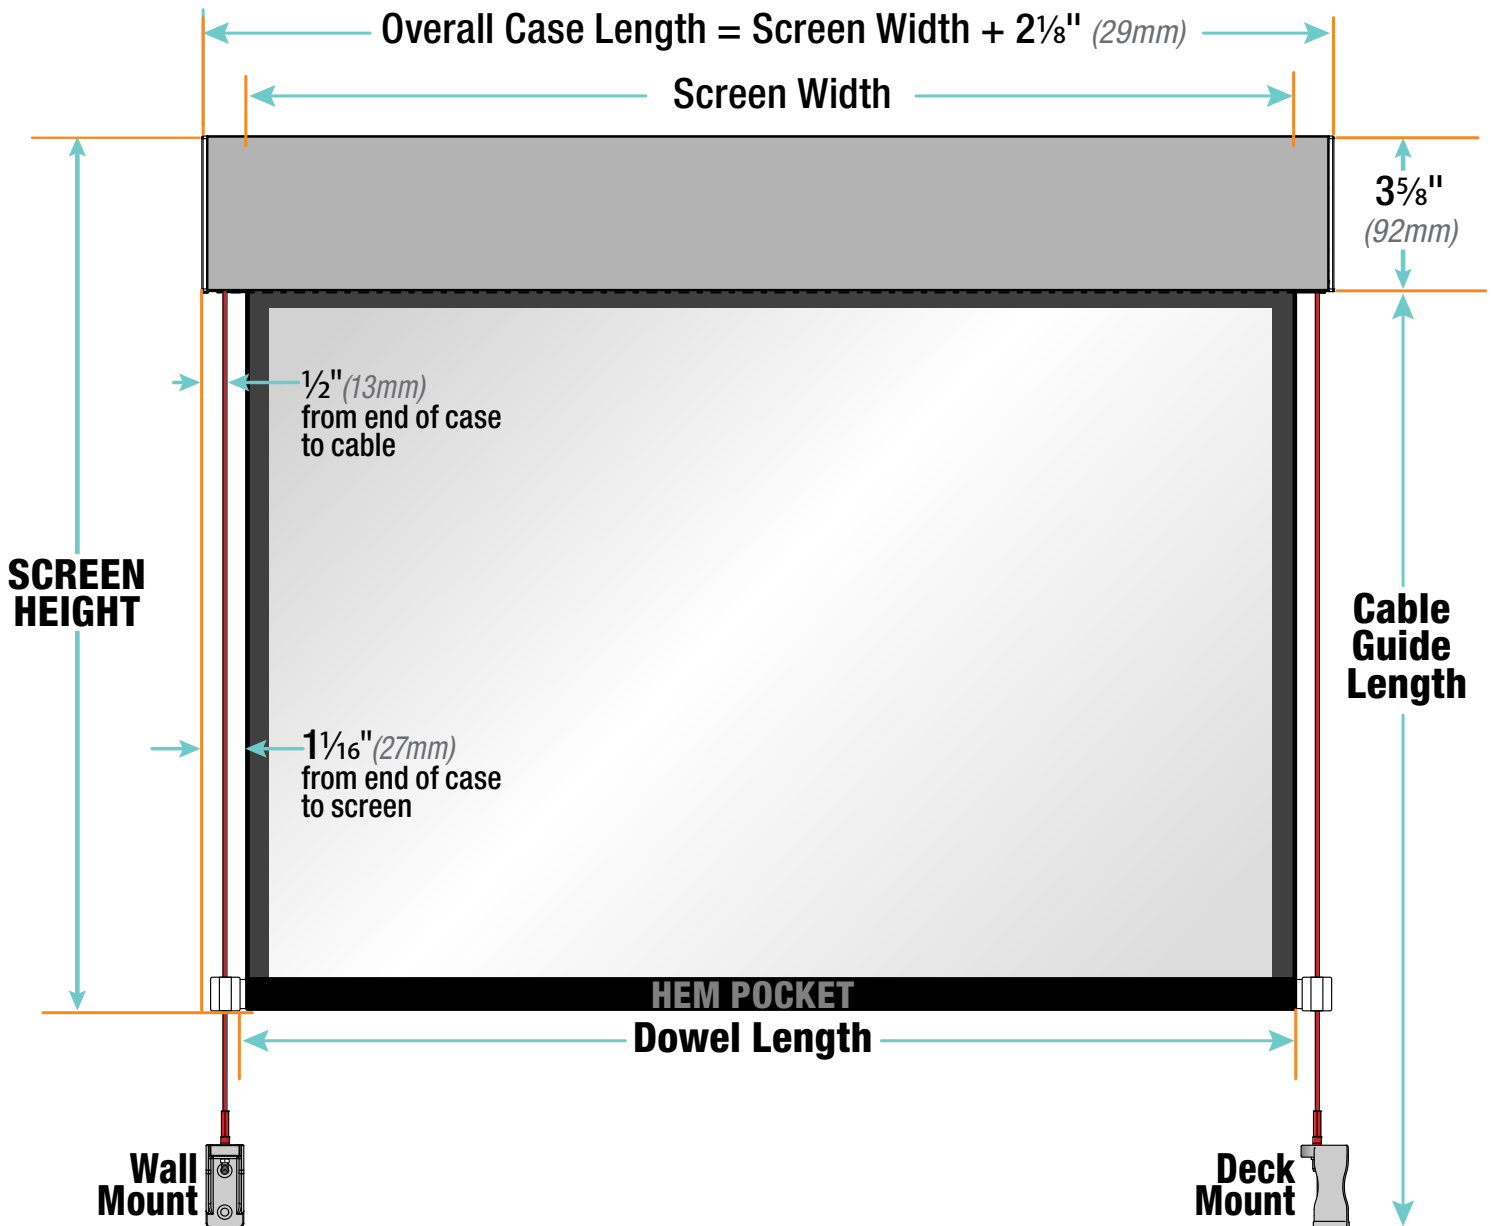 Overall Case Length = Screen Width + 2⅛" (29mm)
Screen Width
3⅝"
(92mm)
½"(13mm)
from end of case
to cable
SCREEN
HEIGHT
Cable
Guide
Length
1 1⁄16"(27mm)
from end of case
to screen
HEM POCKET
Dowel Length
Wall
Mount
Deck
Mount